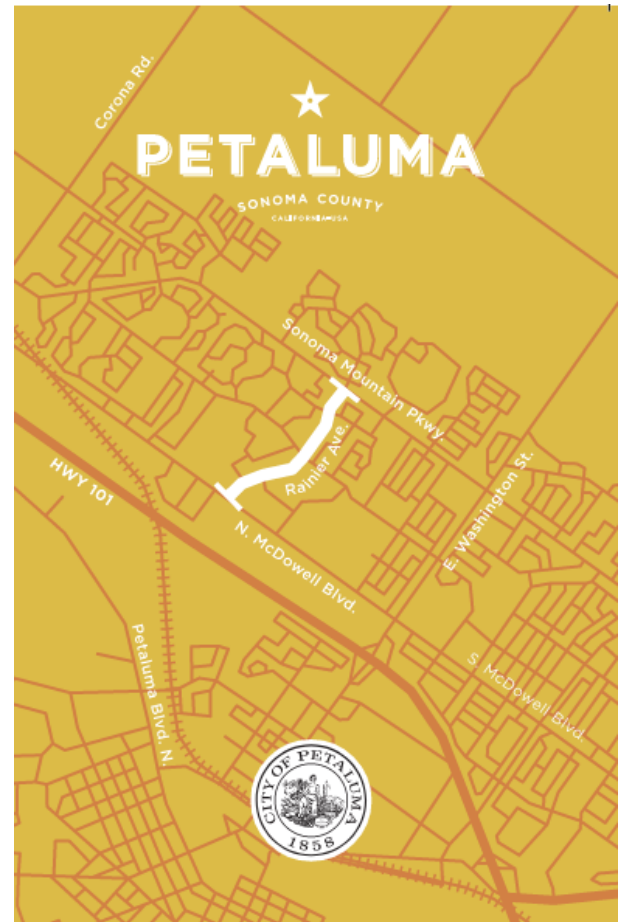 Corona Rd.
PETALUMA
SONOMA COUNTY
CALIFORNIA USA
Sonoma Mountain Pkwy.
Rainier Ave.
E. Washington St.
HWY 101
N. McDowell Blvd.
Petaluma Blvd. N.
S. McDowell Blvd.
CITY OF PETALUMA
1858